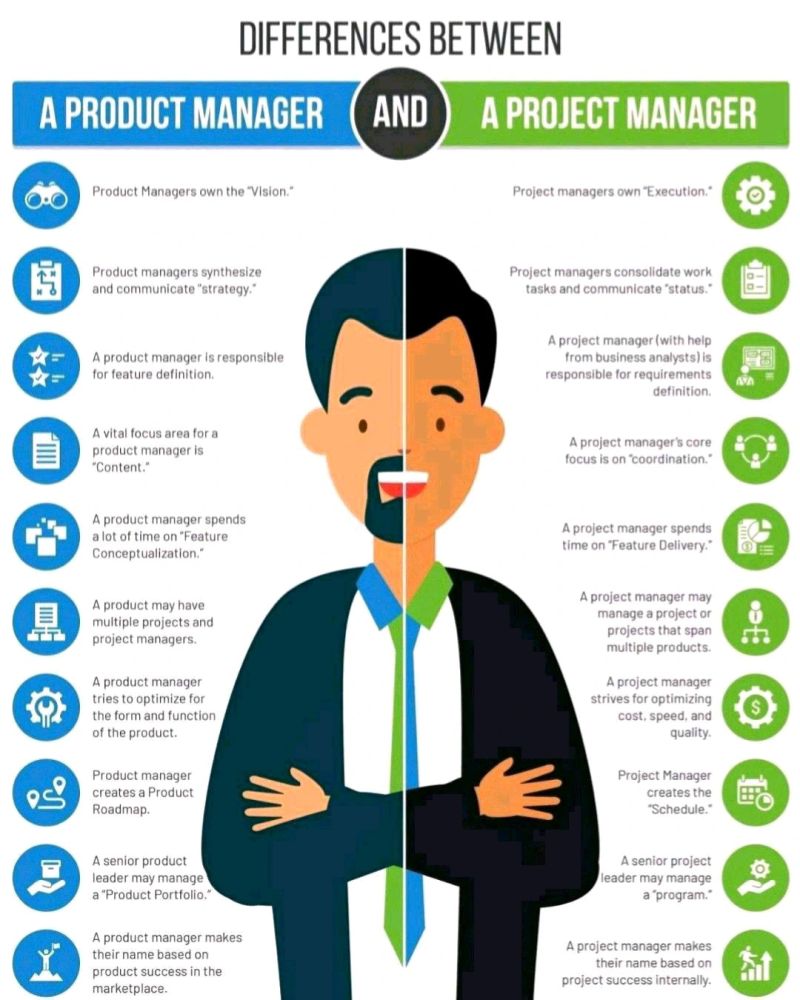 DIFFERENCES BETWEEN
A PRODUCT MANAGER
AND
A PROJECT MANAGER
Product Managers own the "Vision."
Product managers synthesize
and communicate "strategy."
A product manager is responsible
for feature definition.
A vital focus area for a
product manager is
"Content."
A product manager spends
a lot of time on "Feature
Conceptualization."
A product may have
multiple projects and
project managers.
A product manager
tries to optimize for
the form and function
of the product.
Product manager
creates a Product
Roadmap.
A senior product
leader may manage
a "Product Portfolio."
A product manager makes
their name based on
product success in the
marketplace.
Project managers own "Execution."
Project managers consolidate work
tasks and communicate "status."
A project manager (with help
from business analysts) is
responsible for requirements
definition.
A project manager's core
focus is on "coordination."
A project manager spends
time on "Feature Delivery."
A project manager may
manage a project or
projects that span
multiple products.
A project manager
strives for optimizing
cost, speed, and
quality.
Project Manager
creates the
"Schedule."
A senior project
leader may manage
a "program."
A project manager makes
their name based on
project success internally.